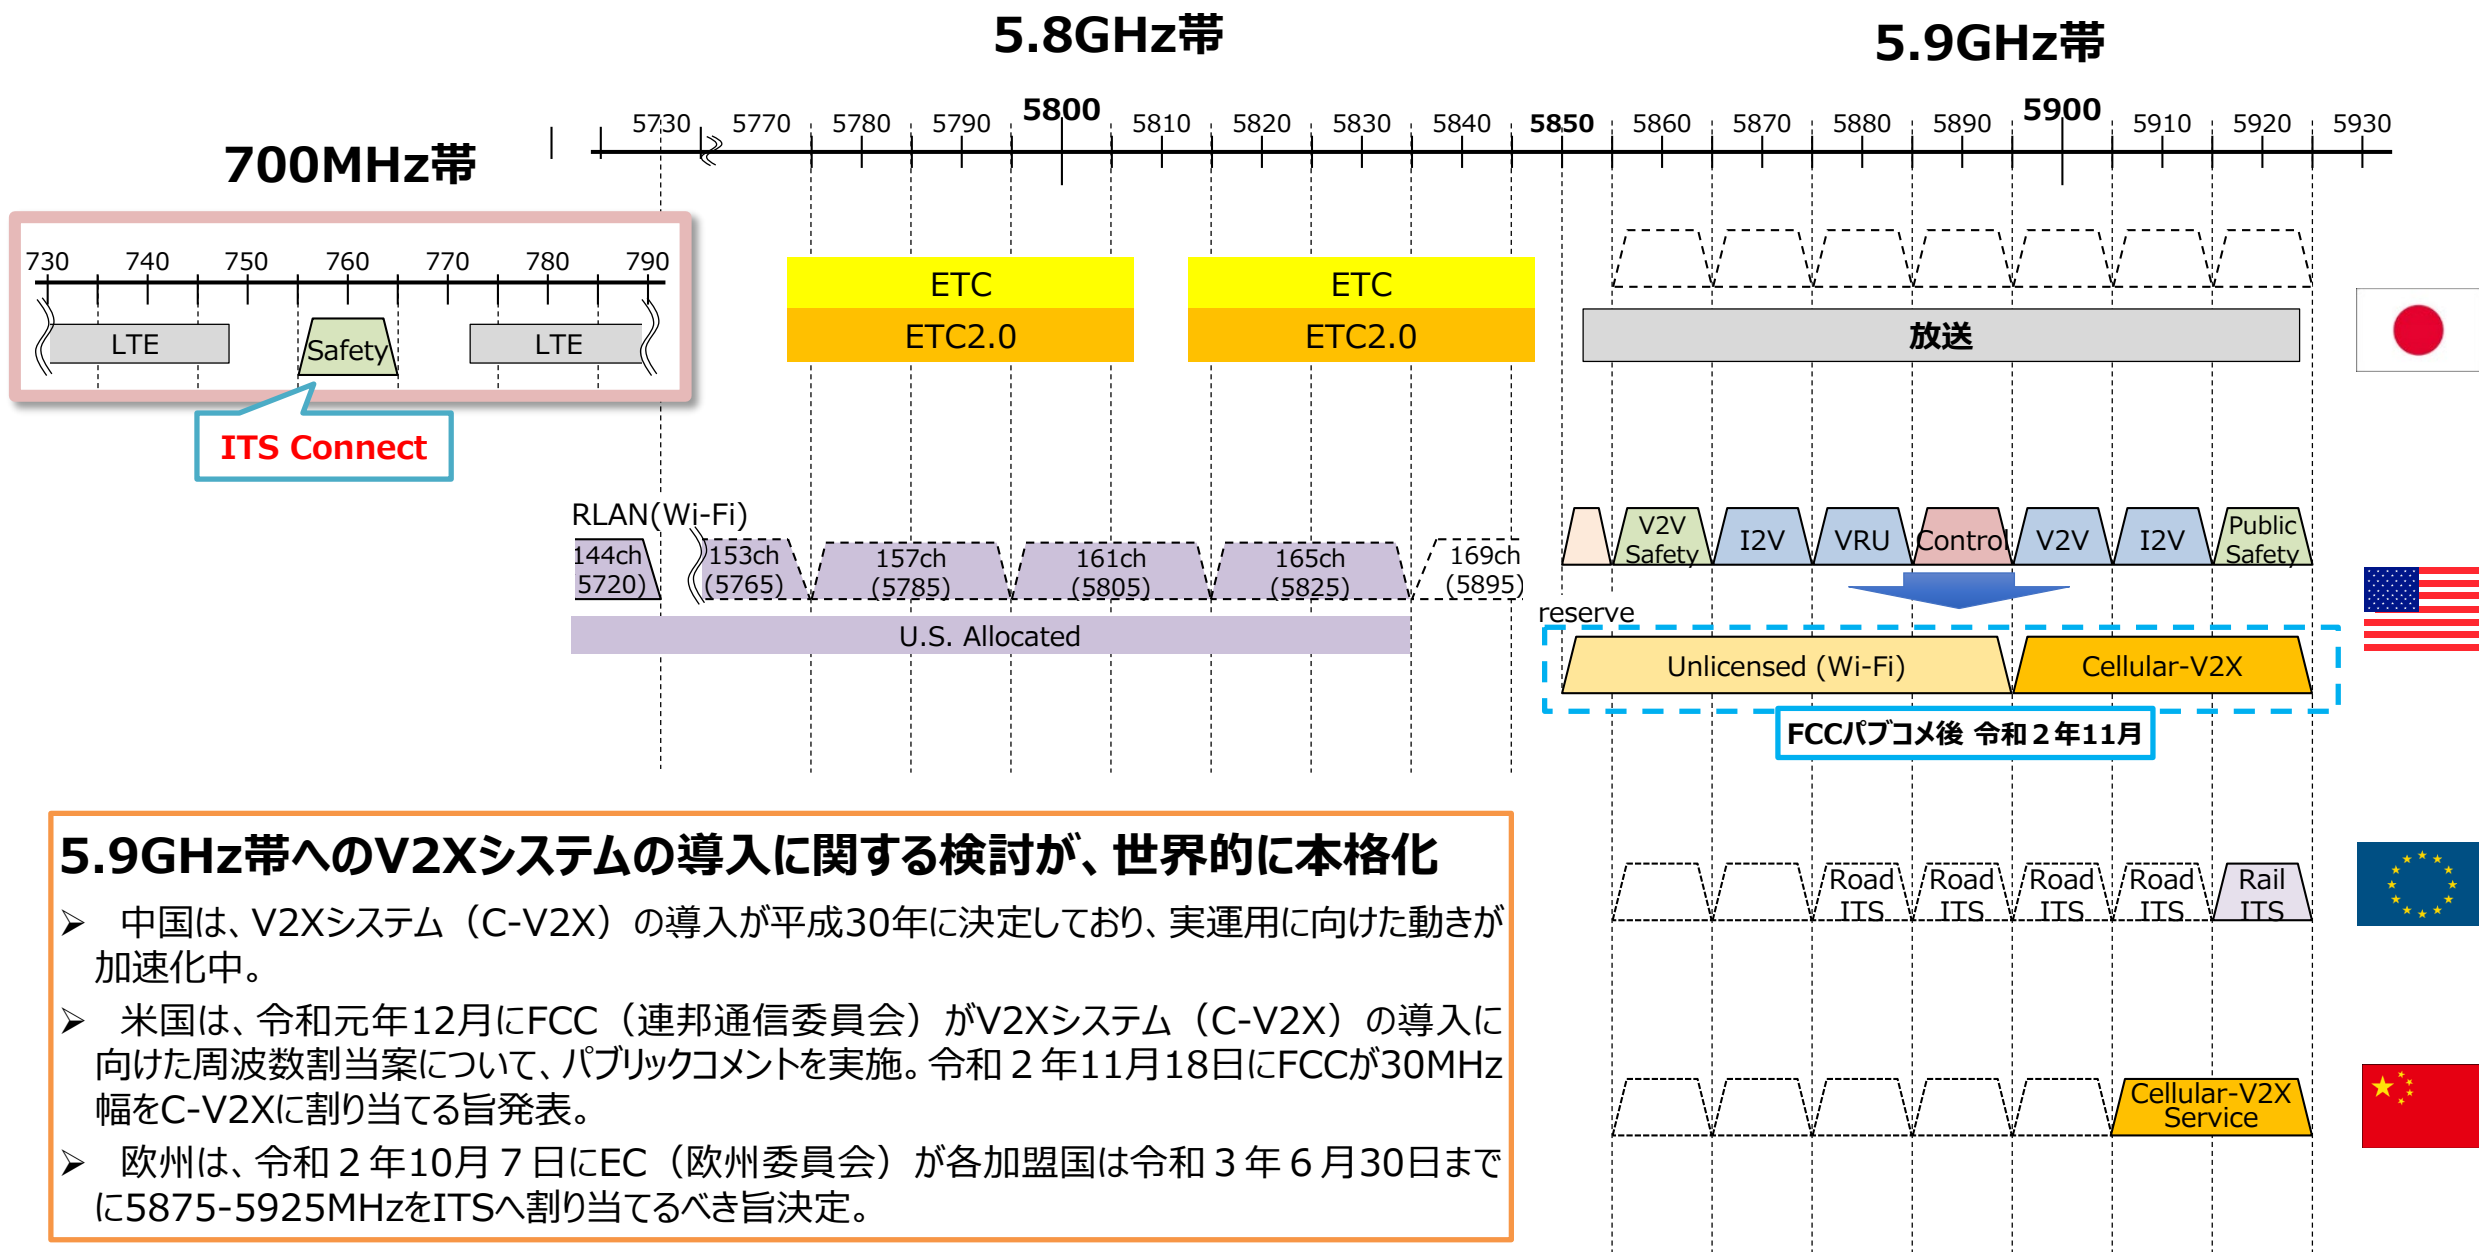 5.8GHz帯
5.9GHz帯
700MHz帯
5730 5770 5780 5790 5800 5810 5820 5830 5840 5850 5860 5870 5880 5890 5900 5910 5920 5930
730 740 750 760 770 780 790
LTE
Safety
LTE
ITS Connect
ETC
ETC2.0
ETC
ETC2.0
放送
RLAN(Wi-Fi)
144ch
(5720)
153ch
(5765)
157ch
(5785)
161ch
(5805)
165ch
(5825)
169ch
(5895)
U.S. Allocated
V2V
Safety
I2V
VRU
Control
V2V
I2V
Public
Safety
reserve
Unlicensed (Wi-Fi)
Cellular-V2X
FCCパブコメ後 令和２年11月
Road
ITS
Road
ITS
Road
ITS
Road
ITS
Rail
ITS
Cellular-V2X
Service
5.9GHz帯へのV2Xシステムの導入に関する検討が、世界的に本格化
➢ 中国は、V2Xシステム（C-V2X）の導入が平成30年に決定しており、実運用に向けた動きが
加速化中。
➢ 米国は、令和元年12月にFCC（連邦通信委員会）がV2Xシステム（C-V2X）の導入に
向けた周波数割当案について、パブリックコメントを実施。令和２年11月18日にFCCが30MHz
幅をC-V2Xに割り当てる旨発表。
➢ 欧州は、令和２年10月７日にEC（欧州委員会）が各加盟国は令和３年６月30日まで
に5875-5925MHzをITSへ割り当てるべき旨決定。